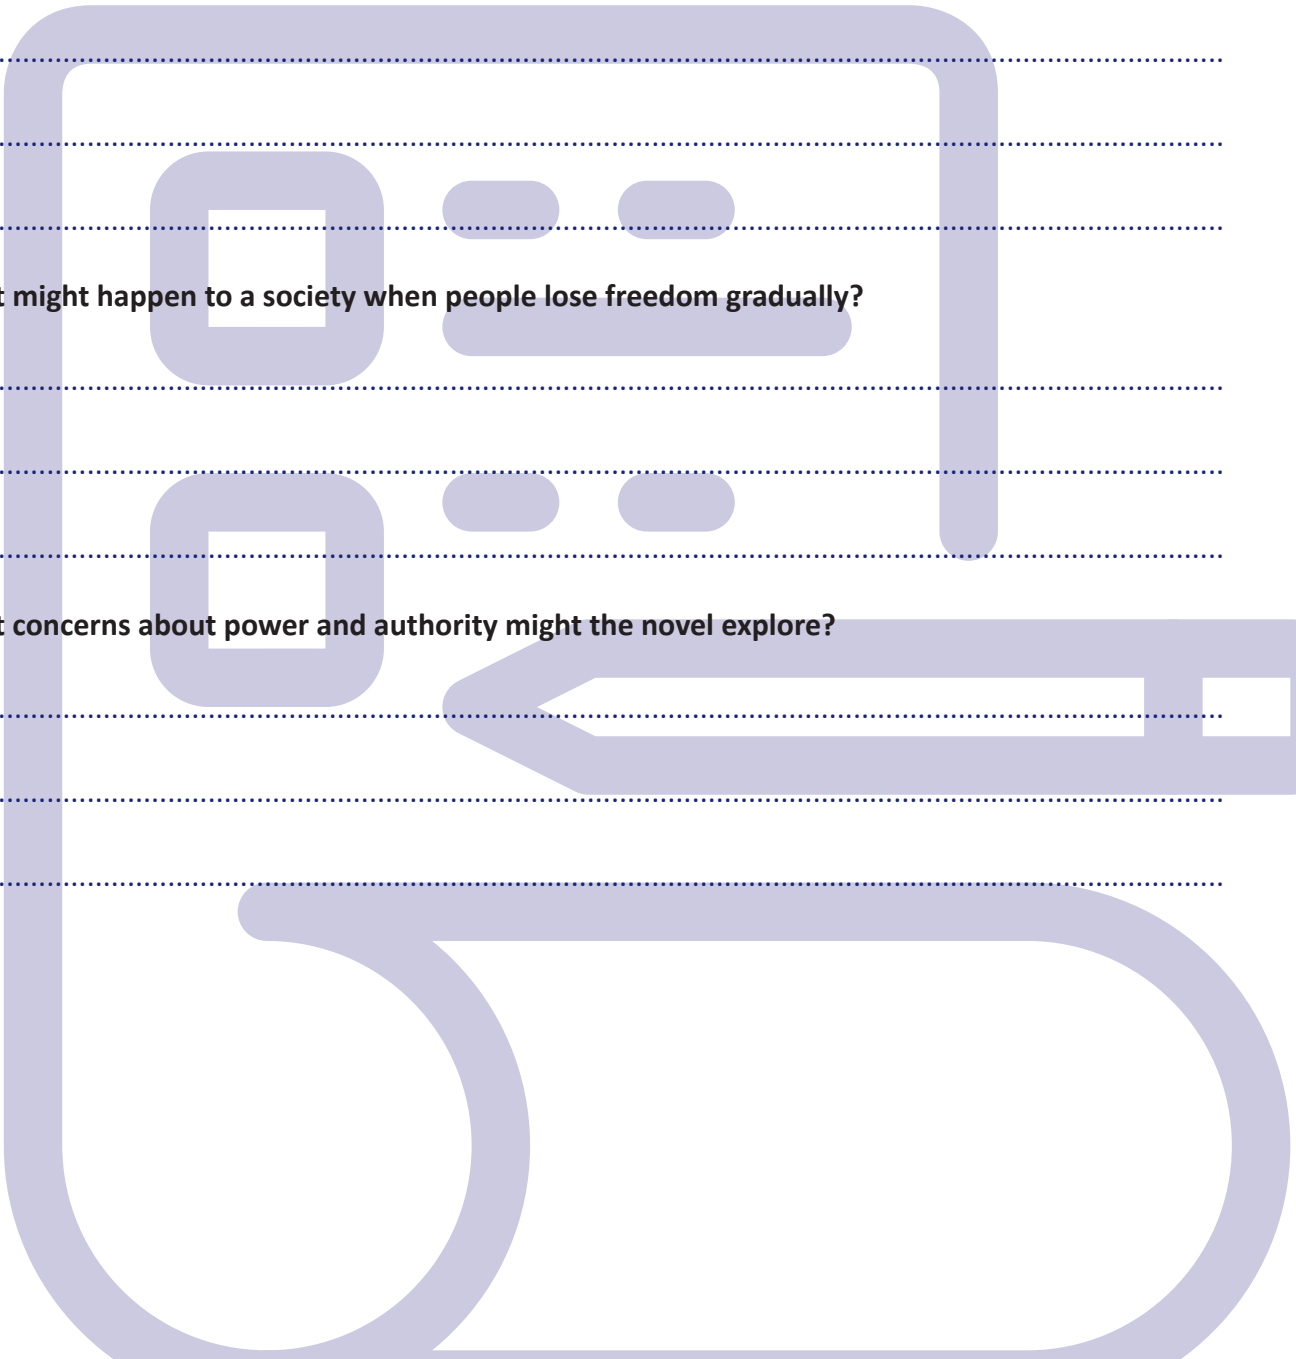 t might happen to a society when people lose freedom gradually?
t concerns about power and authority might the novel explore?